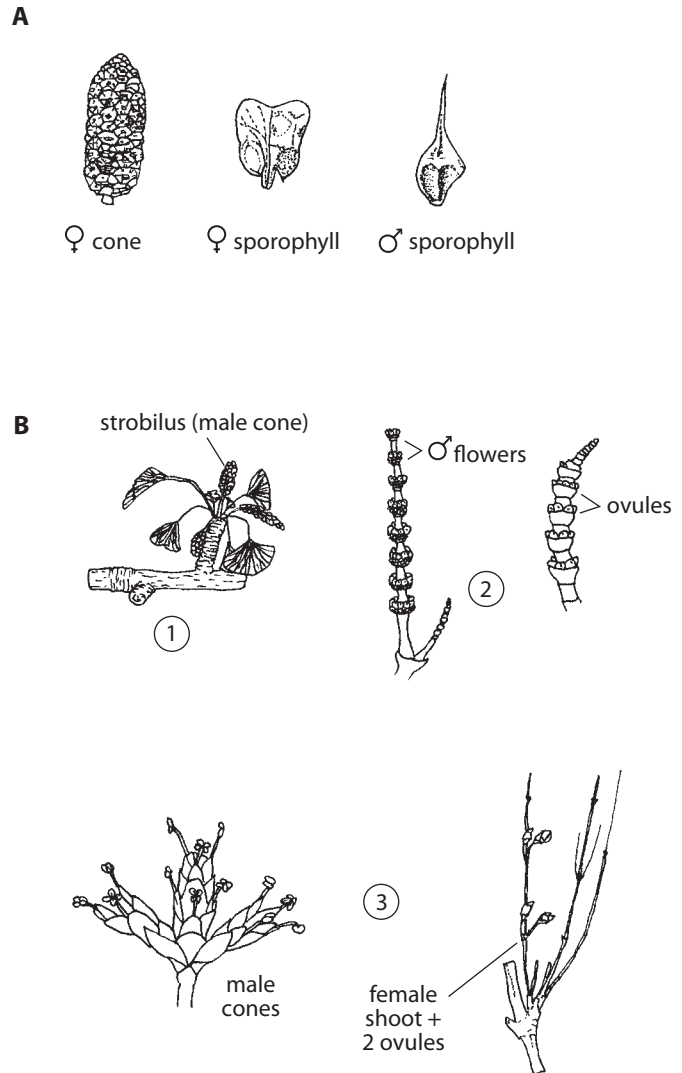 A
♀ cone
♀ sporophyll
♂ sporophyll
B
strobilus (male cone)
♂ flowers
ovules
1
2
3
male
cones
female
shoot +
2 ovules